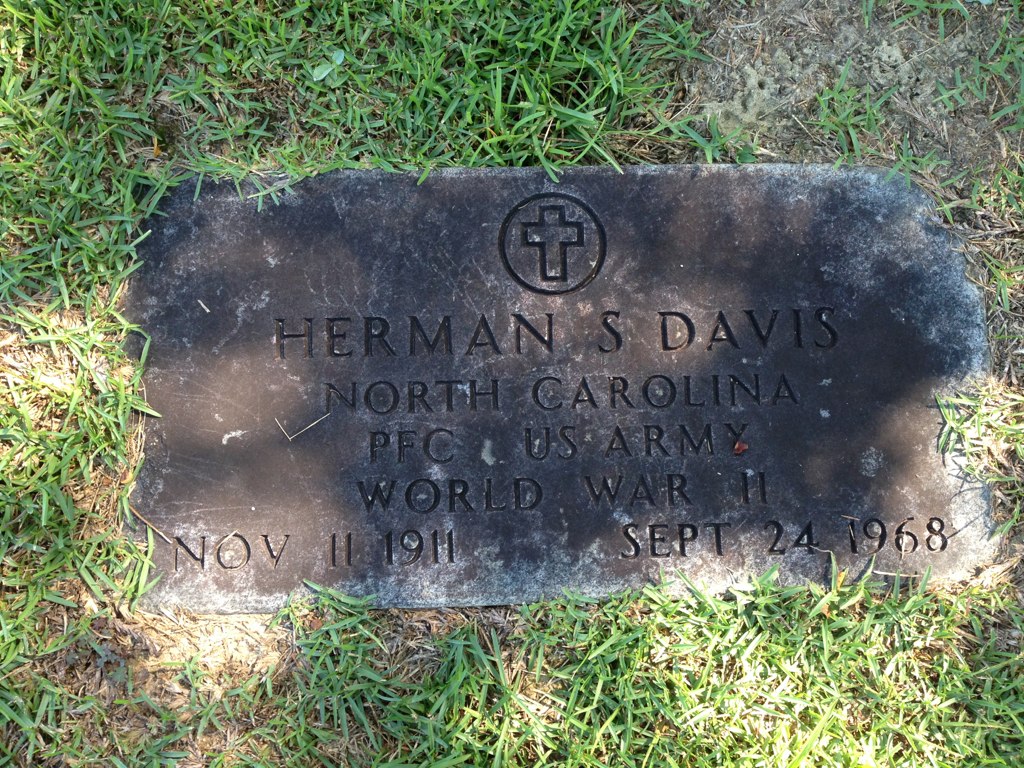 HERMAN S DAVIS
NORTH CAROLINA
PFC US ARMY
WORLD WAR II
NOV 11 1911 SEPT 24 1968